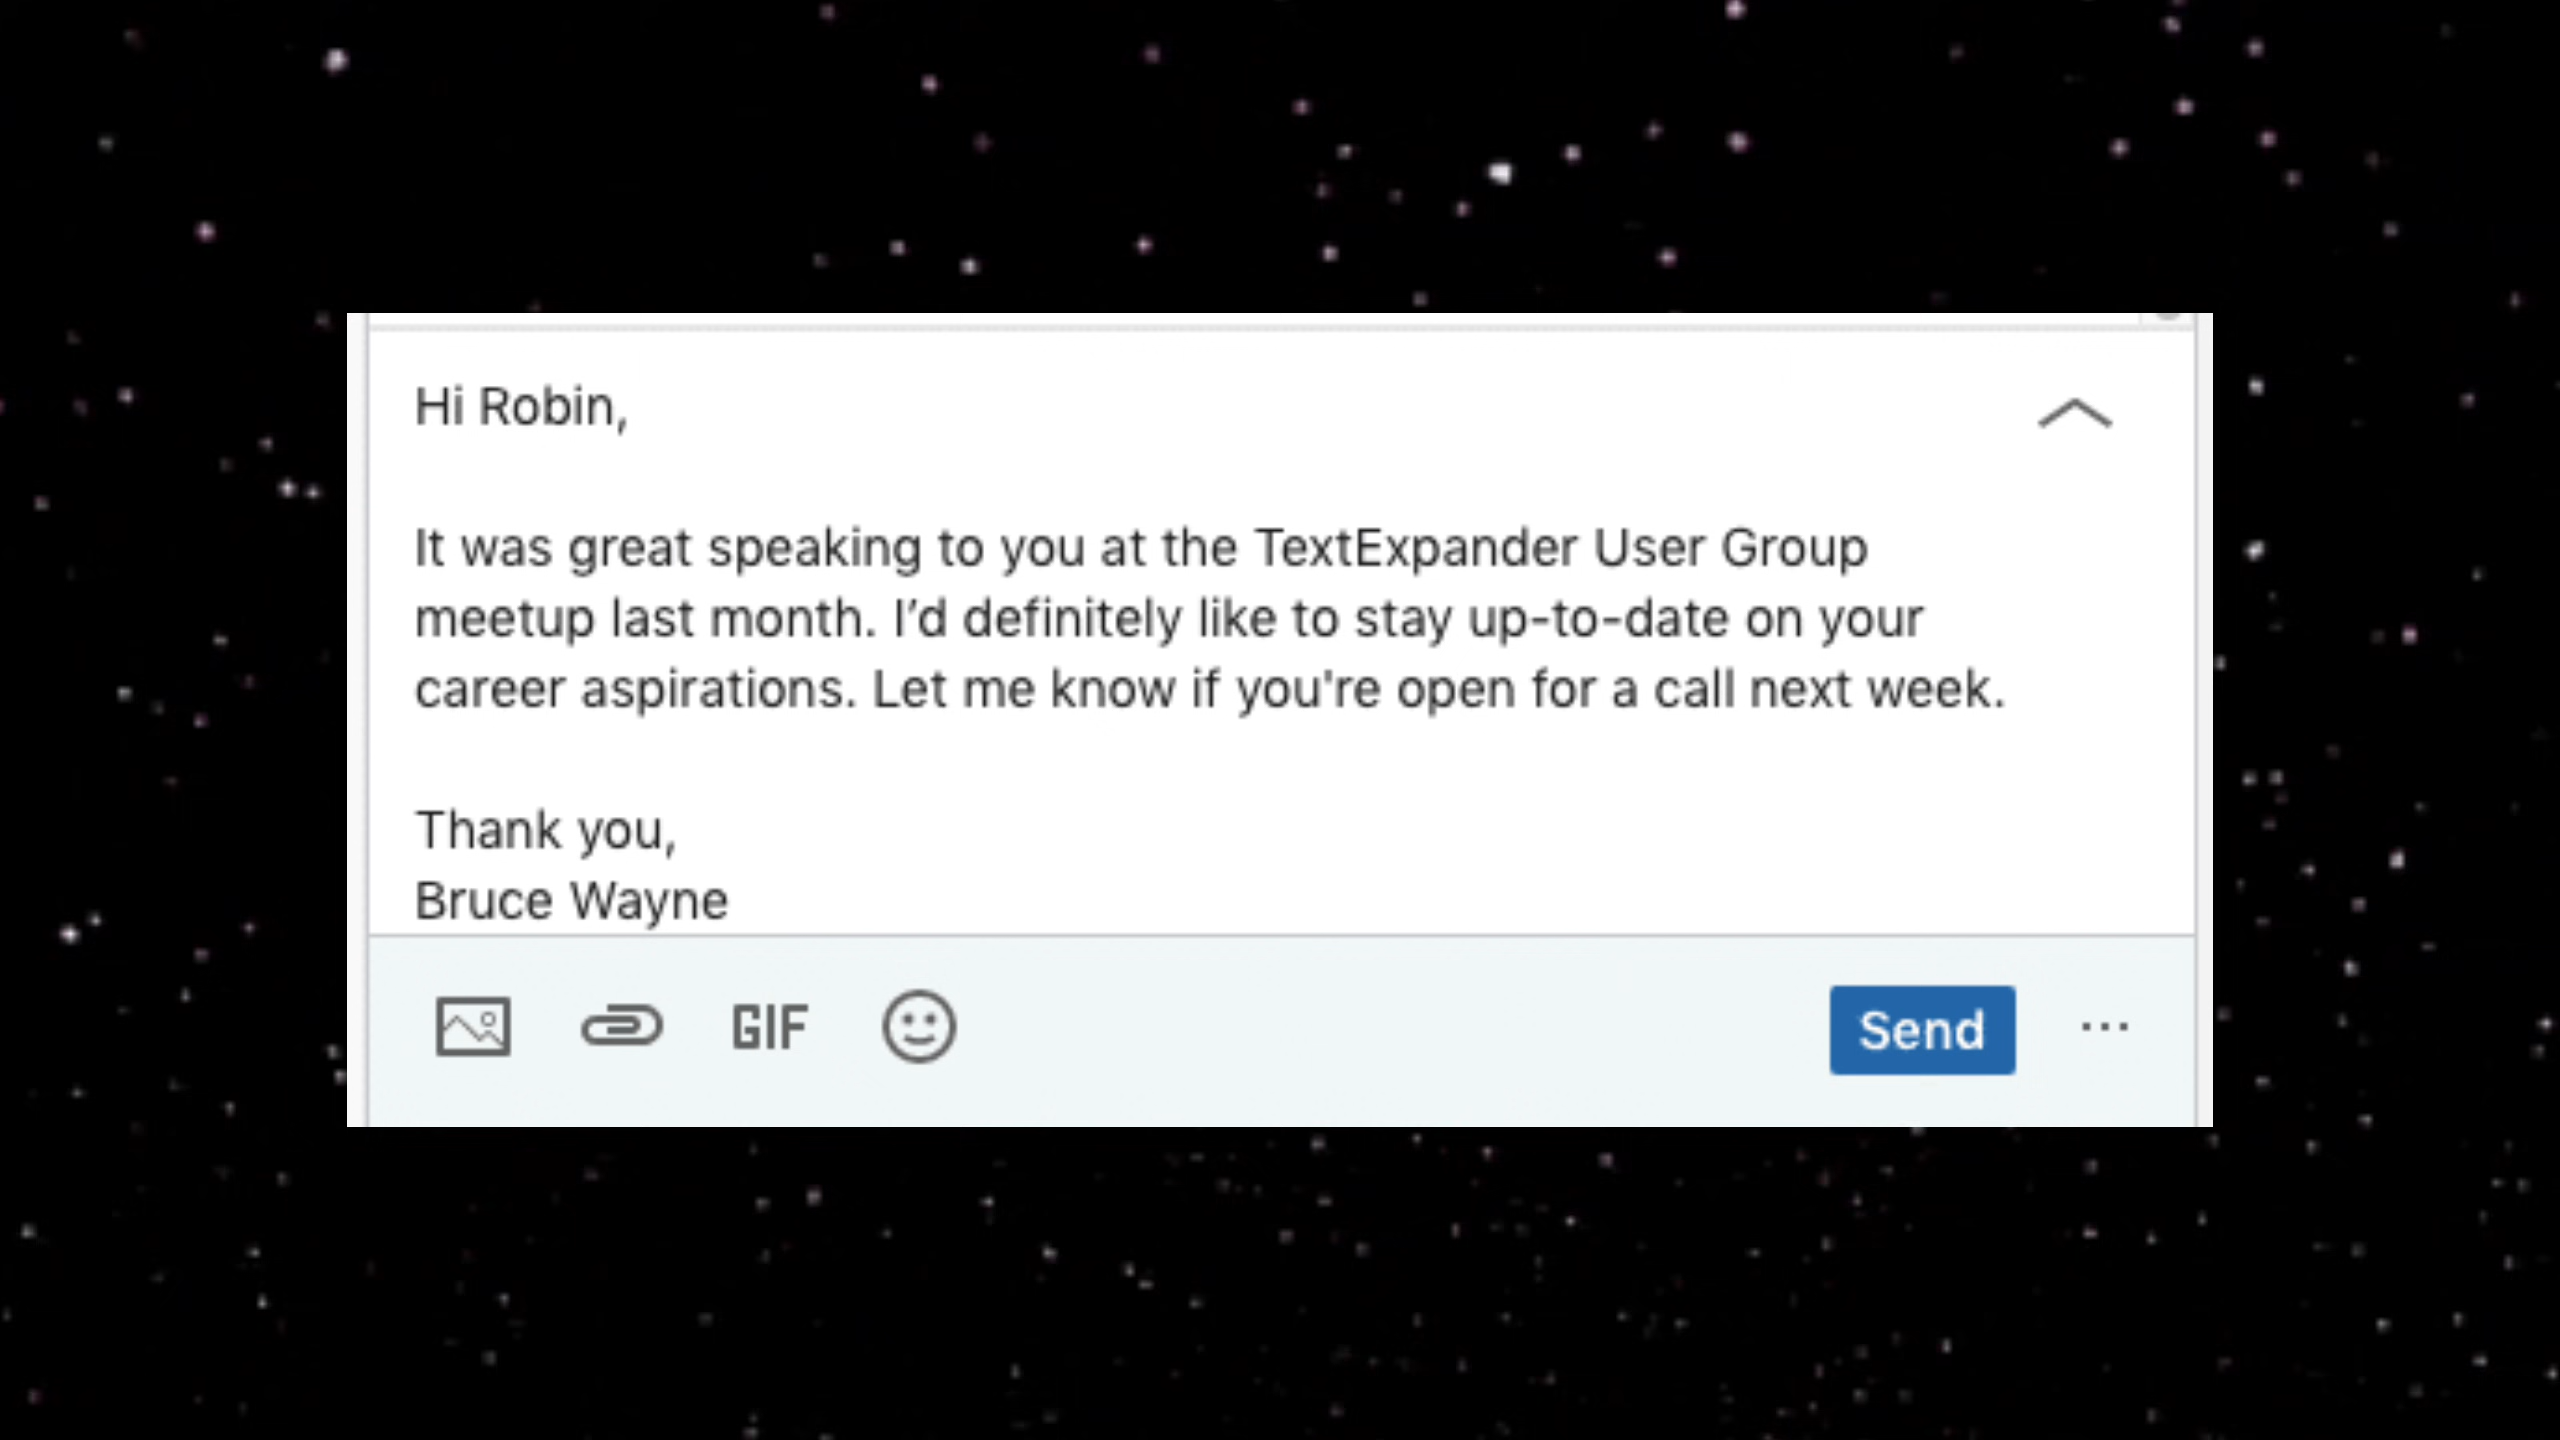 Hi Robin,
It was great speaking to you at the TextExpander User Group
meetup last month. I’d definitely like to stay up-to-date on your
career aspirations. Let me know if you're open for a call next week.
Thank you,
Bruce Wayne
GIF
Send